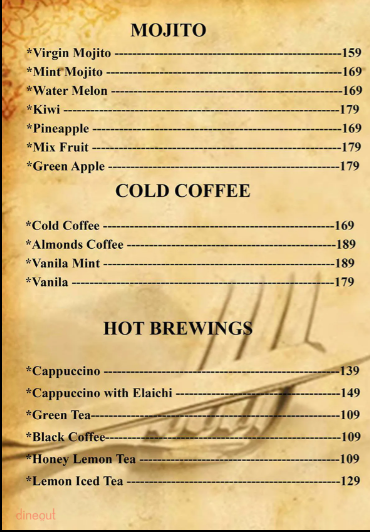 MOJITO
*Virgin Mojito ---------------------------------------------------159
*Mint Mojito -----------------------------------------------------169
*Water Melon ----------------------------------------------------169
*Kiwi --------------------------------------------------------------179
*Pineapple --------------------------------------------------------169
*Mix Fruit --------------------------------------------------------179
*Green Apple ----------------------------------------------------179
COLD COFFEE
*Cold Coffee ----------------------------------------------------169
*Almonds Coffee -----------------------------------------------189
*Vanila Mint ----------------------------------------------------189
*Vanila -----------------------------------------------------------179
HOT BREWINGS
*Cappuccino -----------------------------------------------------139
*Cappuccino with Elaichi -------------------------------------149
*Green Tea--------------------------------------------------------109
*Black Coffee-----------------------------------------------------109
*Honey Lemon Tea ---------------------------------------------109
*Lemon Iced Tea ------------------------------------------------129
dineout